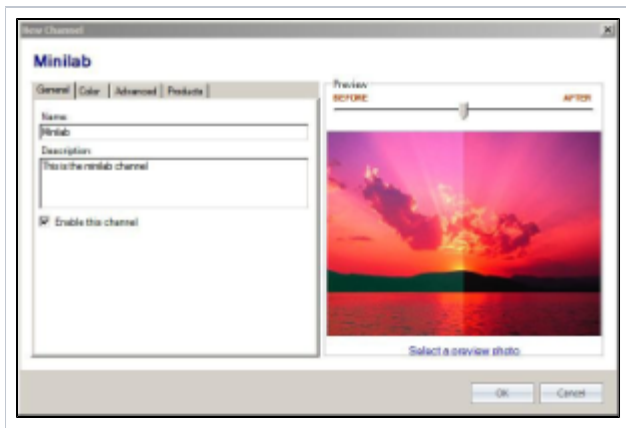 New Channel
Minilab
General Color Advanced Products
Name
Minilab
Description
This is the minilab channel
Enable this channel
Preview
BEFORE AFTER
Select a preview photo
OK Cancel